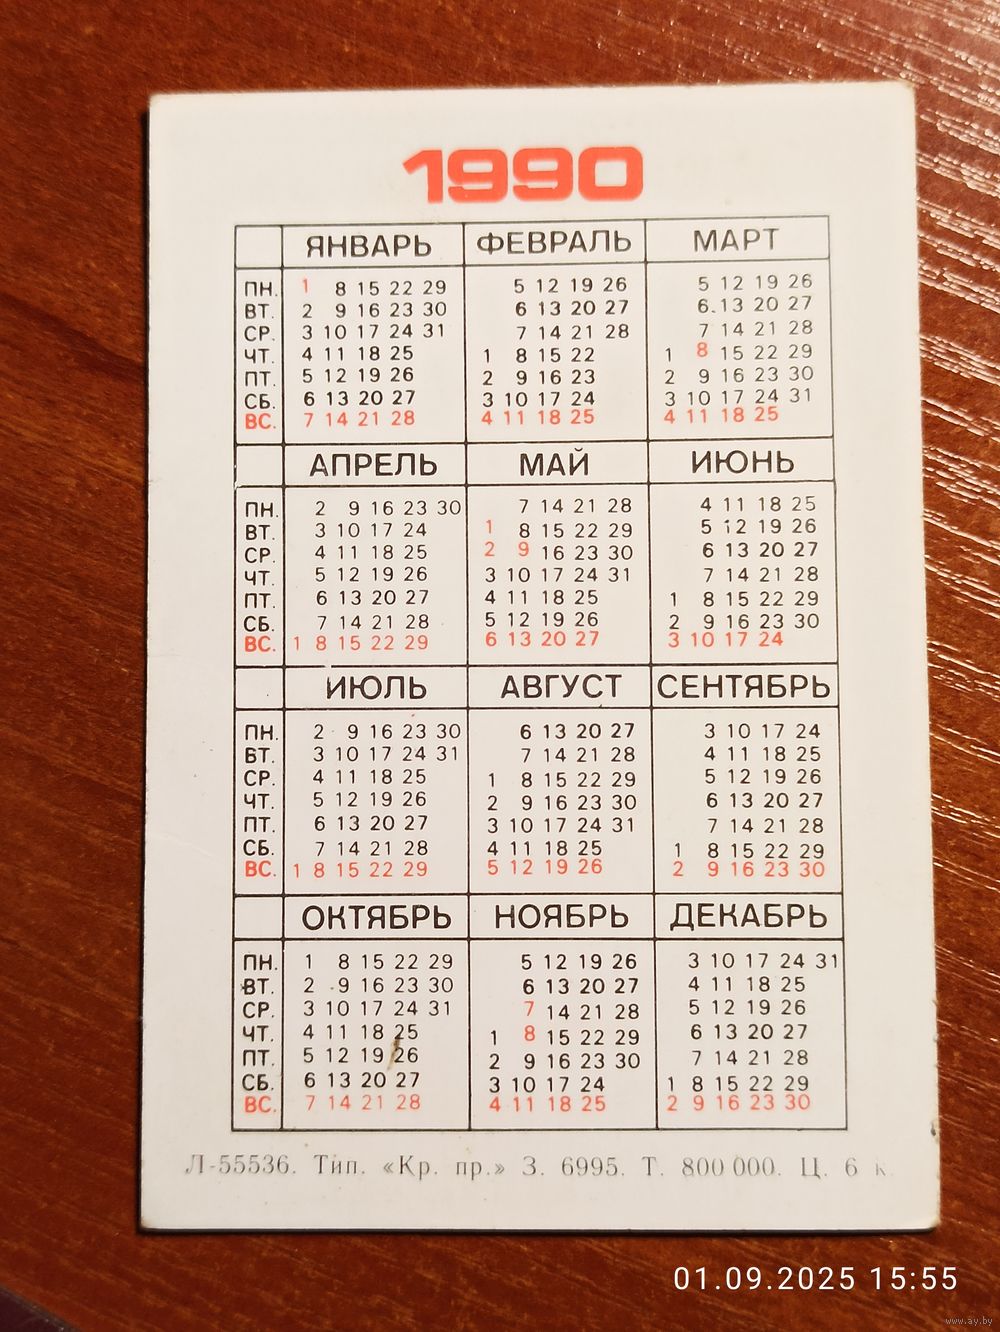 1990
ЯНВАРЬ ФЕВРАЛЬ МАРТ
ПН. 1 8 15 22 29 5 12 19 26 5 12 19 26
ВТ. 2 9 16 23 30 6 13 20 27 6 13 20 27
СР. 3 10 17 24 31 7 14 21 28 7 14 21 28
ЧТ. 4 11 18 25 1 8 15 22 1 8 15 22 29
ПТ. 5 12 19 26 2 9 16 23 2 9 16 23 30
СБ. 6 13 20 27 3 10 17 24 3 10 17 24 31
ВС. 7 14 21 28 4 11 18 25 4 11 18 25
АПРЕЛЬ МАЙ ИЮНЬ
ПН. 2 9 16 23 30 7 14 21 28 4 11 18 25
ВТ. 3 10 17 24 1 8 15 22 29 5 12 19 26
СР. 4 11 18 25 2 9 16 23 30 6 13 20 27
ЧТ. 5 12 19 26 3 10 17 24 31 7 14 21 28
ПТ. 6 13 20 27 4 11 18 25 1 8 15 22 29
СБ. 7 14 21 28 5 12 19 26 2 9 16 23 30
ВС. 1 8 15 22 29 6 13 20 27 3 10 17 24
ИЮЛЬ АВГУСТ СЕНТЯБРЬ
ПН. 2 9 16 23 30 6 13 20 27 3 10 17 24
ВТ. 3 10 17 24 31 7 14 21 28 4 11 18 25
СР. 4 11 18 25 1 8 15 22 29 5 12 19 26
ЧТ. 5 12 19 26 2 9 16 23 30 6 13 20 27
ПТ. 6 13 20 27 3 10 17 24 31 7 14 21 28
СБ. 7 14 21 28 4 11 18 25 1 8 15 22 29
ВС. 1 8 15 22 29 5 12 19 26 2 9 16 23 30
ОКТЯБРЬ НОЯБРЬ ДЕКАБРЬ
ПН. 1 8 15 22 29 5 12 19 26 3 10 17 24 31
ВТ. 2 9 16 23 30 6 13 20 27 4 11 18 25
СР. 3 10 17 24 31 7 14 21 28 5 12 19 26
ЧТ. 4 11 18 25 1 8 15 22 29 6 13 20 27
ПТ. 5 12 19 26 2 9 16 23 30 7 14 21 28
СБ. 6 13 20 27 3 10 17 24 1 8 15 22 29
ВС. 7 14 21 28 4 11 18 25 2 9 16 23 30
Л-55536. Тип. «Кр. пр.» З. 6995. Т. 800 000. Ц. 6 к.
01.09.2025 15:55
www.ay.by